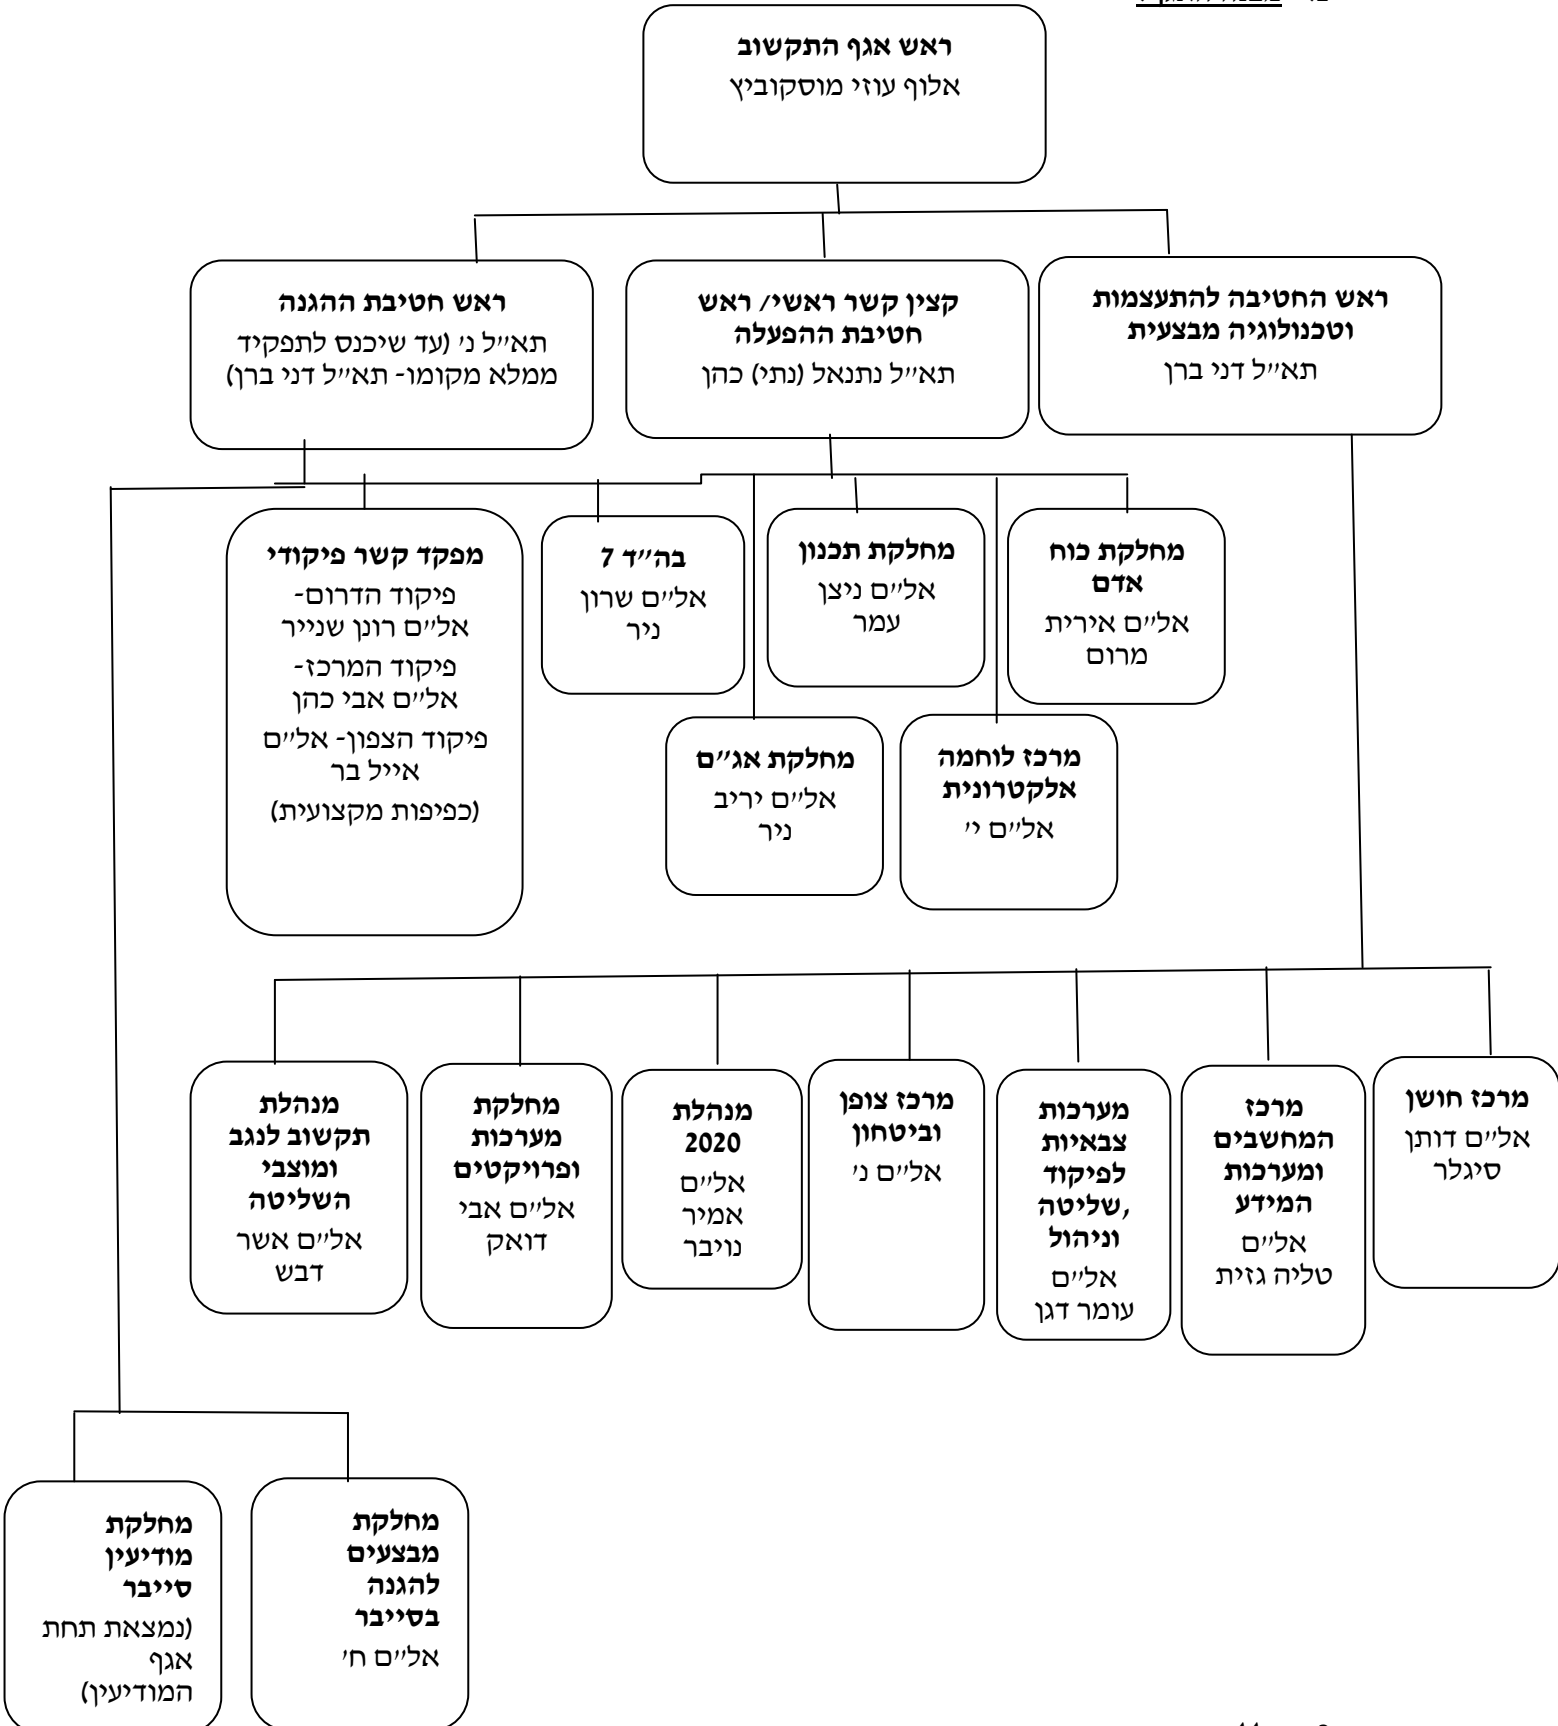 ראש אגף התקשוב
אלוף עוזי מוסקוביץ
ראש החטיבה להתעצמות
וטכנולוגיה מבצעית
תא״ל דני ברן
קצין קשר ראשי/ ראש
חטיבת ההפעלה
תא״ל נתנאל (נתי) כהן
ראש חטיבת ההגנה
תא״ל נ׳ (עד שיכנס לתפקיד
ממלא מקומו- תא״ל דני ברן)
מחלקת כוח
אדם
אל״ם אירית
מרום
מחלקת תכנון
אל״ם ניצן
עמר
בה״ד 7
אל״ם שרון
ניר
מפקד קשר פיקודי
פיקוד הדרום-
אל״ם רונן שנייר
פיקוד המרכז-
אל״ם אבי כהן
פיקוד הצפון- אל״ם
אייל בר
(כפיפות מקצועית)
מרכז לוחמה
אלקטרונית
אל״ם י׳
מחלקת אג״ם
אל״ם יריב
ניר
מרכז חושן
אל״ם דותן
סיגלר
מרכז
המחשבים
ומערכות
המידע
אל״ם
טליה גזית
מערכות
צבאיות
לפיקוד
,שליטה
וניהול
אל״ם
עומר דגן
מרכז צופן
וביטחון
אל״ם נ׳
מנהלת
2020
אל״ם
אמיר
נויבר
מחלקת
מערכות
ופרויקטים
אל״ם אבי
דואק
מנהלת
תקשוב לנגב
ומוצבי
השליטה
אל״ם אשר
דבש
מחלקת
מבצעים
להגנה
בסייבר
אל״ם ח׳
מחלקת
מודיעין
סייבר
(נמצאת תחת
אגף
המודיעין)